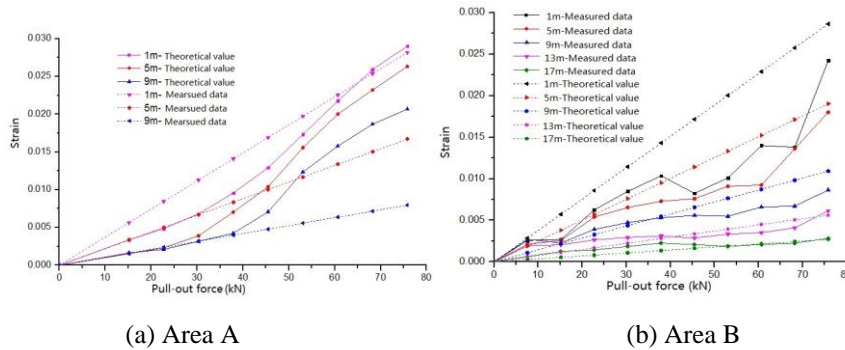 1m- Theoretical value
5m- Theoretical value
9m- Theoretical value
1m- Mearsued data
5m- Mearsued data
9m- Mearsued data
Strain
0.030
0.025
0.020
0.015
0.010
0.005
0.000
0 10 20 30 40 50 60 70 80
Pull-out force (kN)
(a) Area A
1m-Measured data
5m-Measured data
9m-Measured data
13m-Measured data
17m-Measured data
1m-Theoretical value
5m-Theoretical value
9m-Theoretical value
13m-Theoretical value
17m-Theoretical value
Strain
0.030
0.025
0.020
0.015
0.010
0.005
0.000
0 10 20 30 40 50 60 70 80
Pull-out force (kN)
(b) Area B